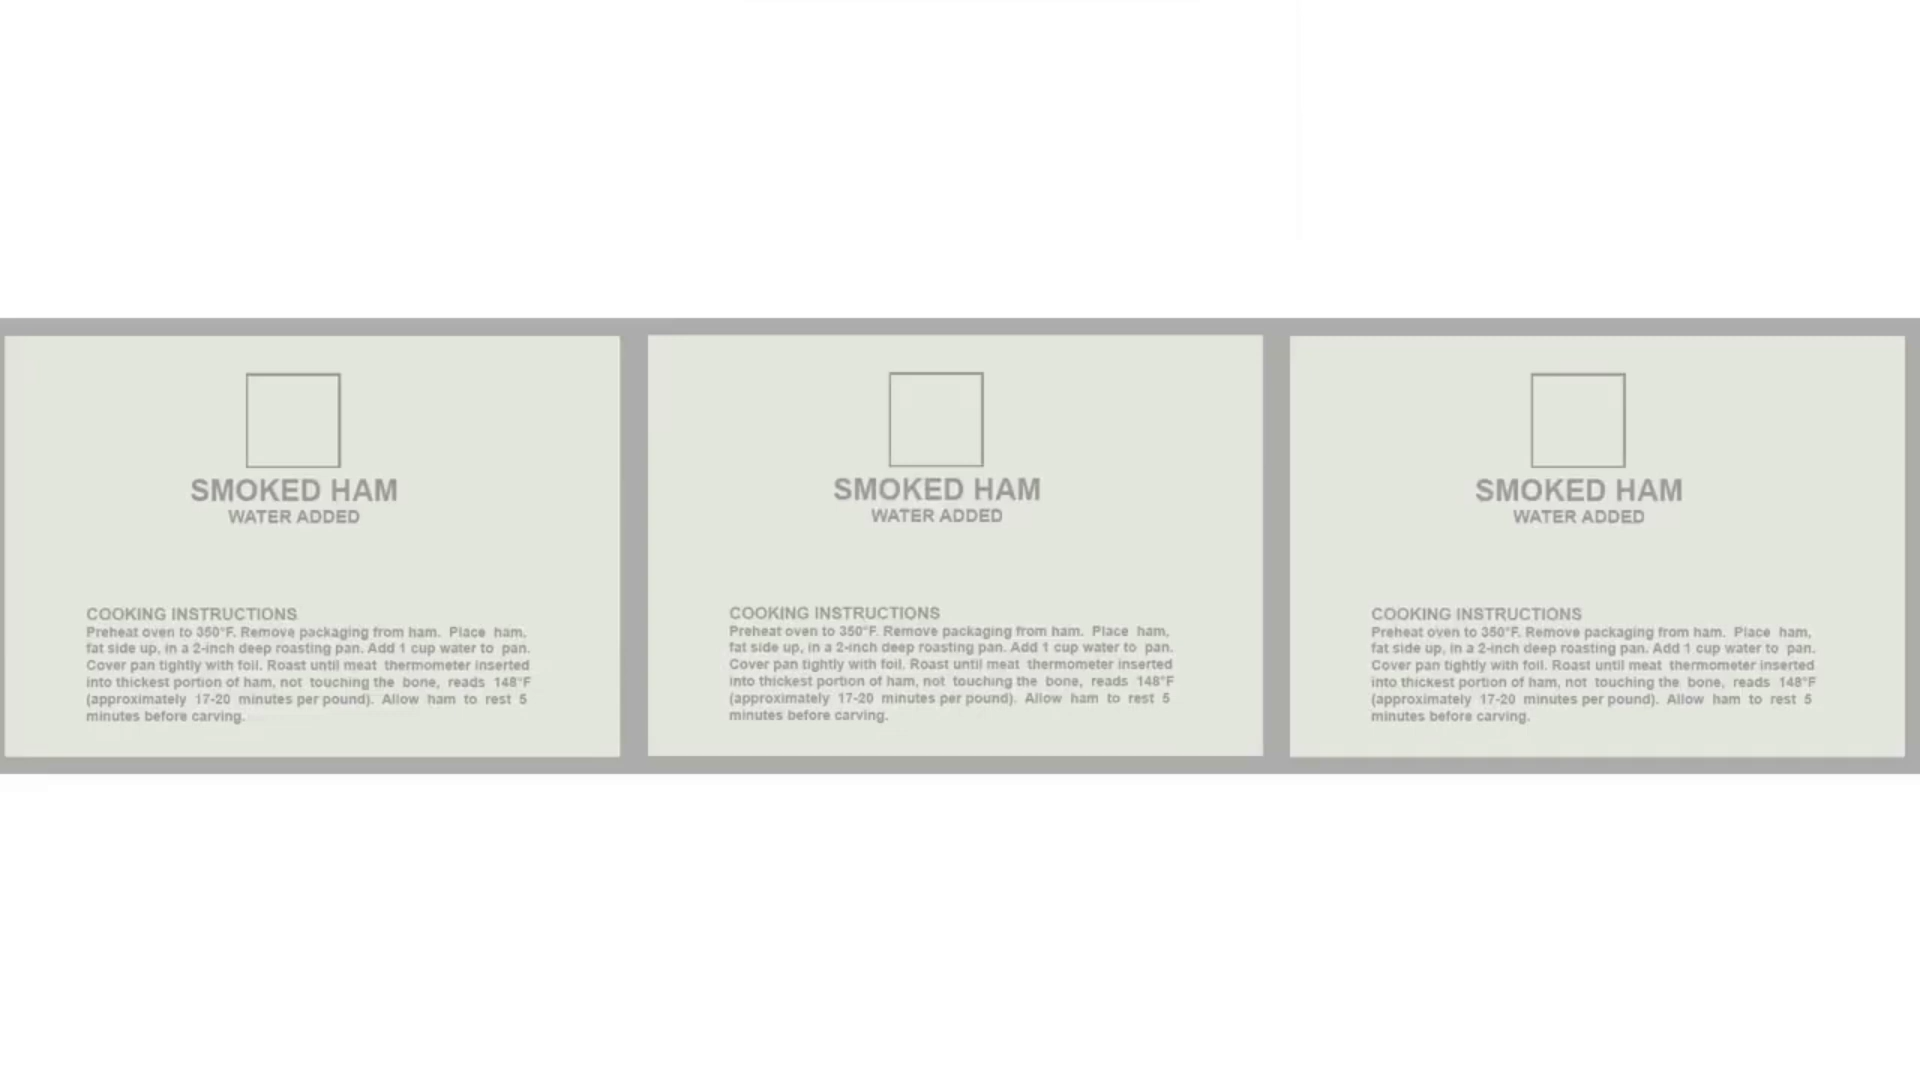 SMOKED HAM
WATER ADDED
COOKING INSTRUCTIONS
Preheat oven to 350°F. Remove packaging from ham. Place ham,
fat side up, in a 2-inch deep roasting pan. Add 1 cup water to pan.
Cover pan tightly with foil. Roast until meat thermometer inserted
into thickest portion of ham, not touching the bone, reads 148°F
(approximately 17-20 minutes per pound). Allow ham to rest 5
minutes before carving.
SMOKED HAM
WATER ADDED
COOKING INSTRUCTIONS
Preheat oven to 350°F. Remove packaging from ham. Place ham,
fat side up, in a 2-inch deep roasting pan. Add 1 cup water to pan.
Cover pan tightly with foil. Roast until meat thermometer inserted
into thickest portion of ham, not touching the bone, reads 148°F
(approximately 17-20 minutes per pound). Allow ham to rest 5
minutes before carving.
SMOKED HAM
WATER ADDED
COOKING INSTRUCTIONS
Preheat oven to 350°F. Remove packaging from ham. Place ham,
fat side up, in a 2-inch deep roasting pan. Add 1 cup water to pan.
Cover pan tightly with foil. Roast until meat thermometer inserted
into thickest portion of ham, not touching the bone, reads 148°F
(approximately 17-20 minutes per pound). Allow ham to rest 5
minutes before carving.